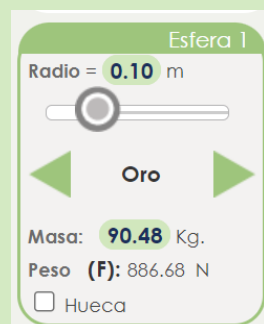 Esfera 1
Radio = 0.10 m
Oro
Masa: 90.48 Kg.
Peso (F): 886.68 N
Hueca